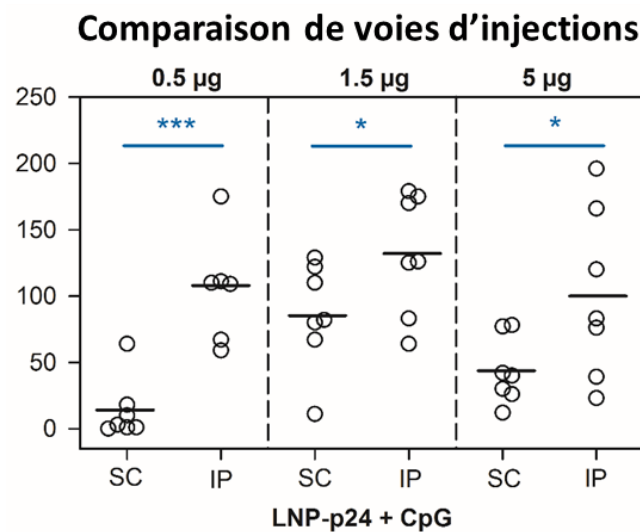 Comparaison de voies d’injections
0.5 µg 1.5 µg 5 µg
250
*** * *
200
150
100
50
0
SC IP SC IP SC IP
LNP-p24 + CpG